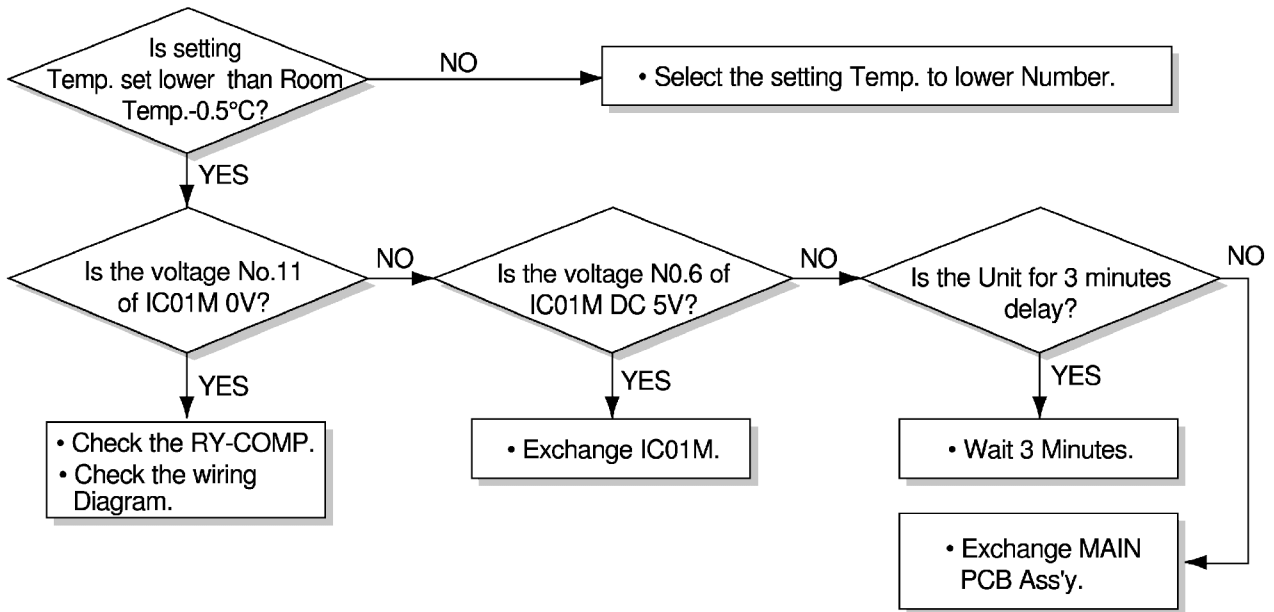 Is setting
Temp. set lower than Room
Temp.-0.5°C?
NO
• Select the setting Temp. to lower Number.
YES
Is the voltage No.11
of IC01M 0V?
NO
Is the voltage N0.6 of
IC01M DC 5V?
NO
Is the Unit for 3 minutes
delay?
NO
YES
• Check the RY-COMP.
• Check the wiring
Diagram.
YES
• Exchange IC01M.
YES
• Wait 3 Minutes.
• Exchange MAIN
PCB Ass'y.